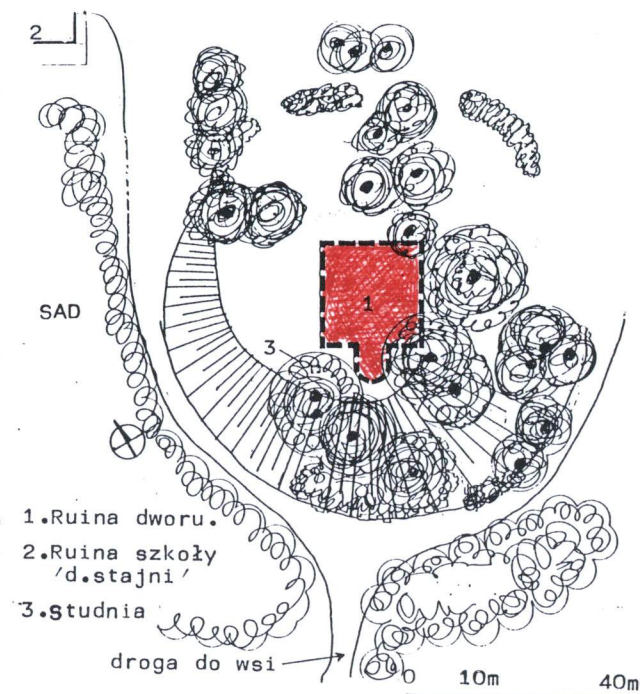 2
1
SAD
3
1.Ruina dworu.
2.Ruina szkoły
/d.stajni/
3.studnia
droga do wsi
0 10m 40m